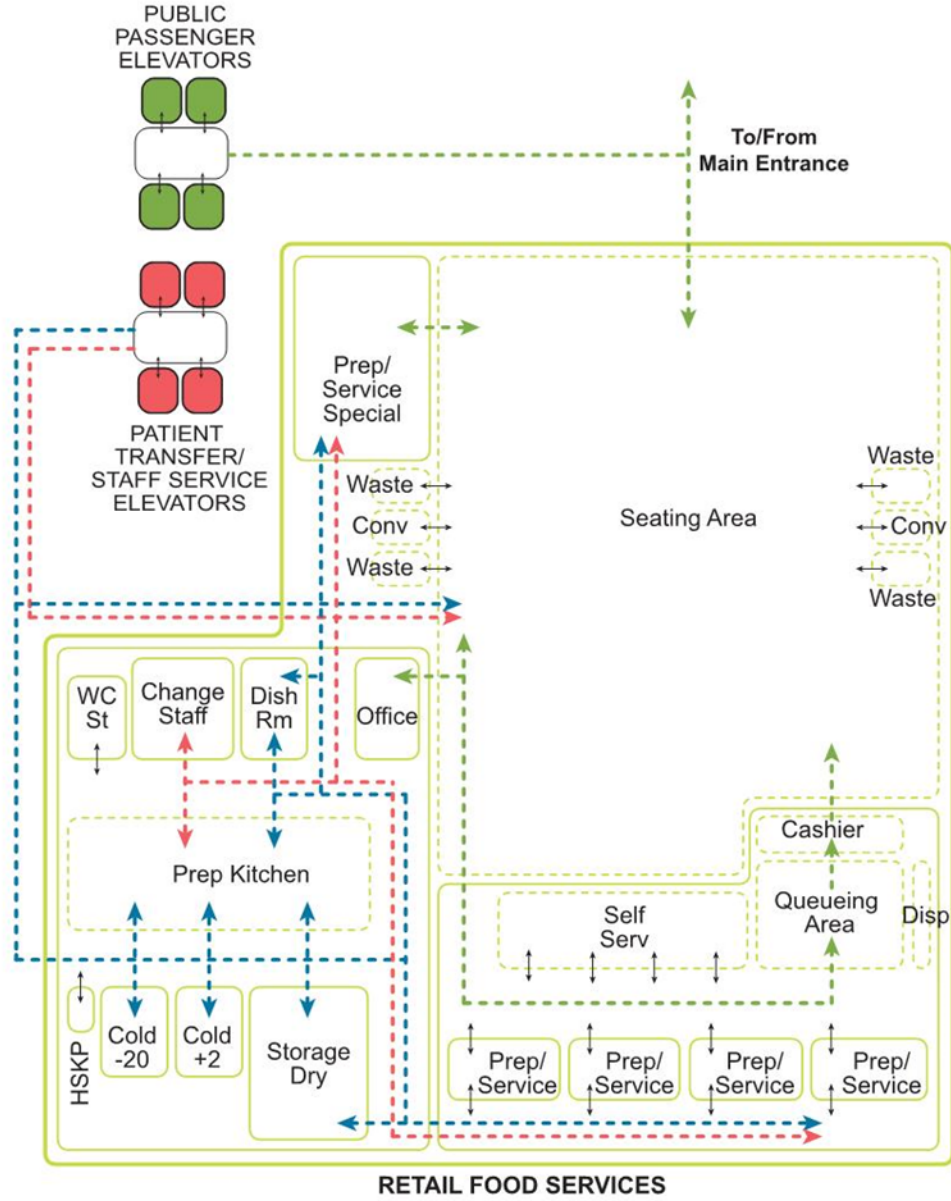 PUBLIC
PASSENGER
ELEVATORS
To/From
Main Entrance
PATIENT
TRANSFER/
STAFF SERVICE
ELEVATORS
Prep/
Service
Special
Waste
Conv
Waste
Seating Area
Waste
Conv
Waste
WC
St
Change
Staff
Dish
Rm
Office
Prep Kitchen
HSKP
Cold
-20
Cold
+2
Storage
Dry
Cashier
Queueing
Area
Disp
Self
Serv
Prep/
Service
Prep/
Service
Prep/
Service
Prep/
Service
RETAIL FOOD SERVICES